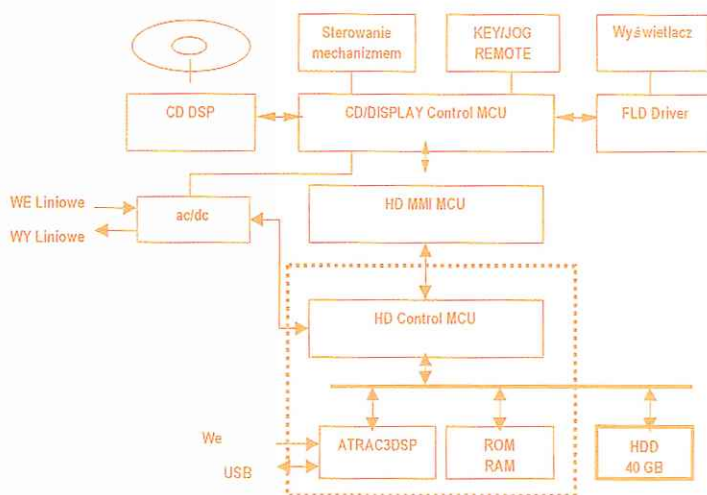 Sterowanie
mechanizmem
KEY/JOG
REMOTE
Wyświetlacz
CD DSP
CD/DISPLAY Control MCU
FLD Driver
WE Liniowe
WY Liniowe
ac/dc
HD MMI MCU
HD Control MCU
We
USB
ATRAC3DSP
ROM
RAM
HDD
40 GB